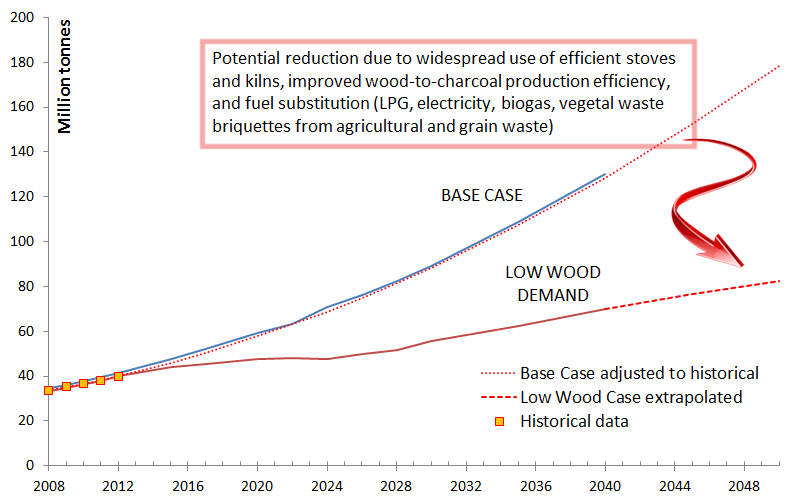 Million tonnes
200
180
160
140
120
100
80
60
40
20
0
Potential reduction due to widespread use of efficient stoves
and kilns, improved wood-to-charcoal production efficiency,
and fuel substitution (LPG, electricity, biogas, vegetal waste
briquettes from agricultural and grain waste)
BASE CASE
LOW WOOD
DEMAND
Base Case adjusted to historical
Low Wood Case extrapolated
Historical data
2008 2012 2016 2020 2024 2028 2032 2036 2040 2044 2048